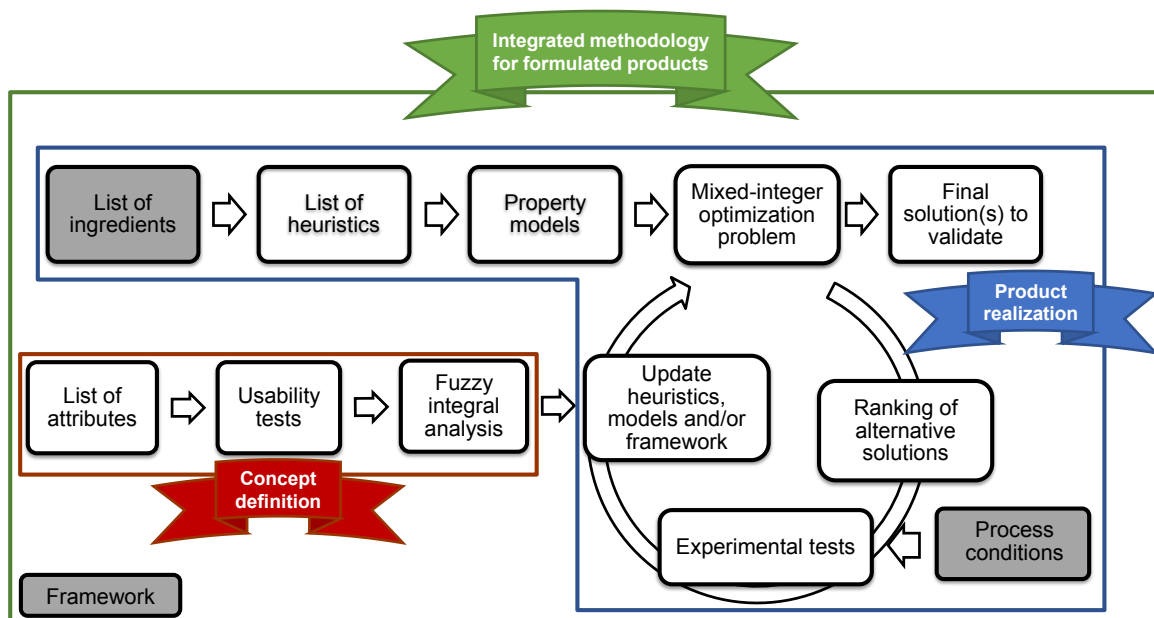 Integrated methodology
for formulated products
List of
ingredients
List of
heuristics
Property
models
Mixed-integer
optimization
problem
Final
solution(s) to
validate
Product
realization
List of
attributes
Usability
tests
Fuzzy
integral
analysis
Update
heuristics,
models and/or
framework
Ranking of
alternative
solutions
Concept
definition
Experimental tests
Process
conditions
Framework